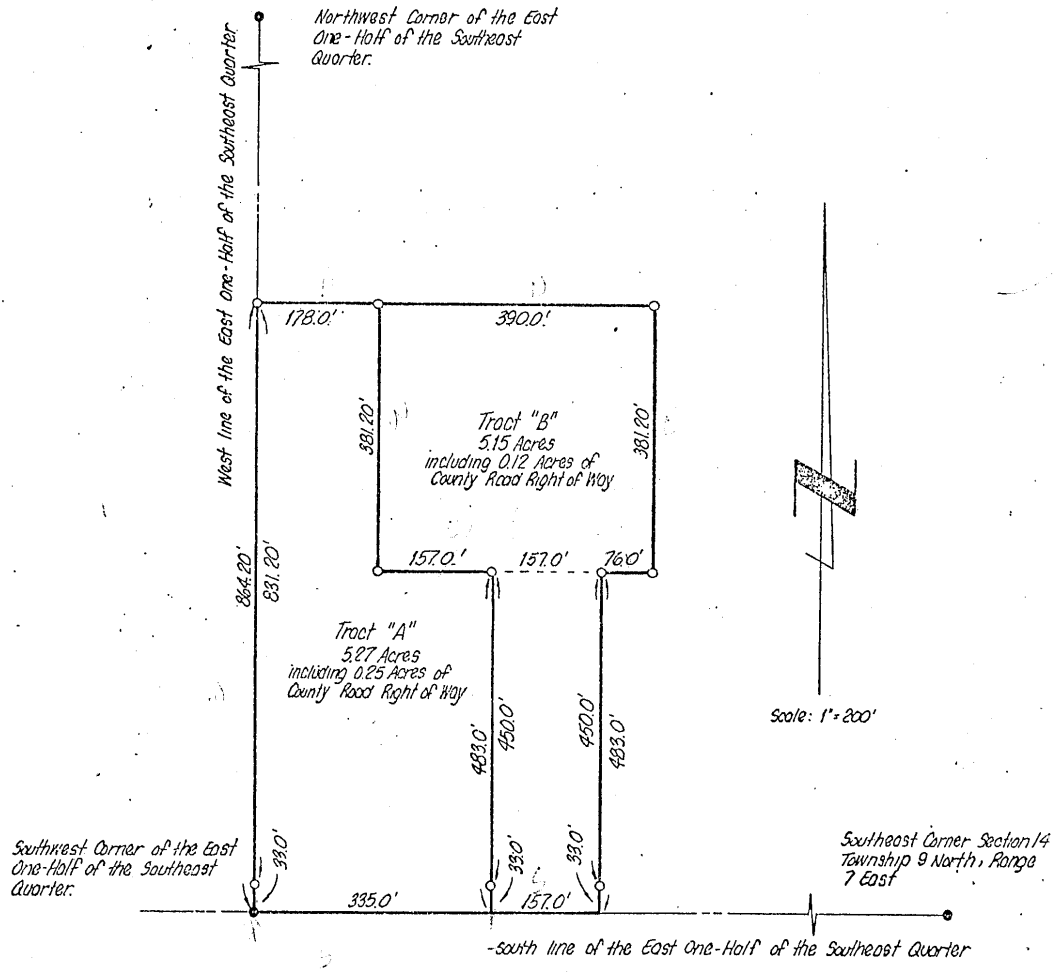 Northwest Corner of the East
One-Half of the Southeast
Quarter.
West line of the East One-Half of the Southeast Quarter
178.0'
390.0'
381.20'
Tract "B"
5.15 Acres
including 0.12 Acres of
County Road Right of Way
381.20'
157.0'
157.0'
76.0'
864.20'
831.20'
Tract "A"
5.27 Acres
including 0.25 Acres of
County Road Right of Way
483.0'
450.0'
450.0'
483.0'
Scale: 1"=200'
Southwest Corner of the East
One-Half of the Southeast
Quarter.
33.0'
33.0'
33.0'
Southeast Corner Section 14
Township 9 North, Range
7 East
335.0'
157.0'
-South line of the East One-Half of the Southeast Quarter